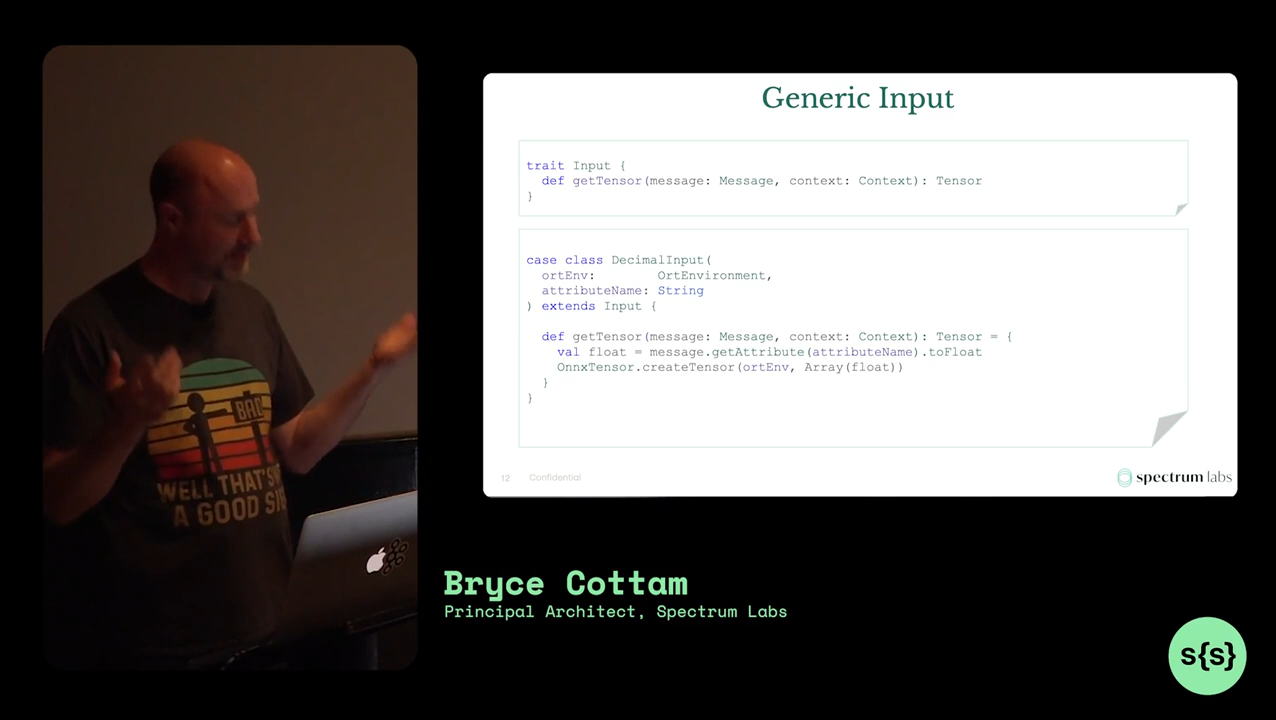 Generic Input
trait Input {
  def getTensor(message: Message, context: Context): Tensor
}
case class DecimalInput(
  ortEnv:        OrtEnvironment,
  attributeName: String
) extends Input {
  def getTensor(message: Message, context: Context): Tensor = {
    val float = message.getAttribute(attributeName).toFloat
    OnnxTensor.createTensor(ortEnv, Array(float))
  }
}
12 Confidential
spectrum labs
BAD
WELL THAT'S
A GOOD
Bryce Cottam
Principal Architect, Spectrum Labs
s{s}